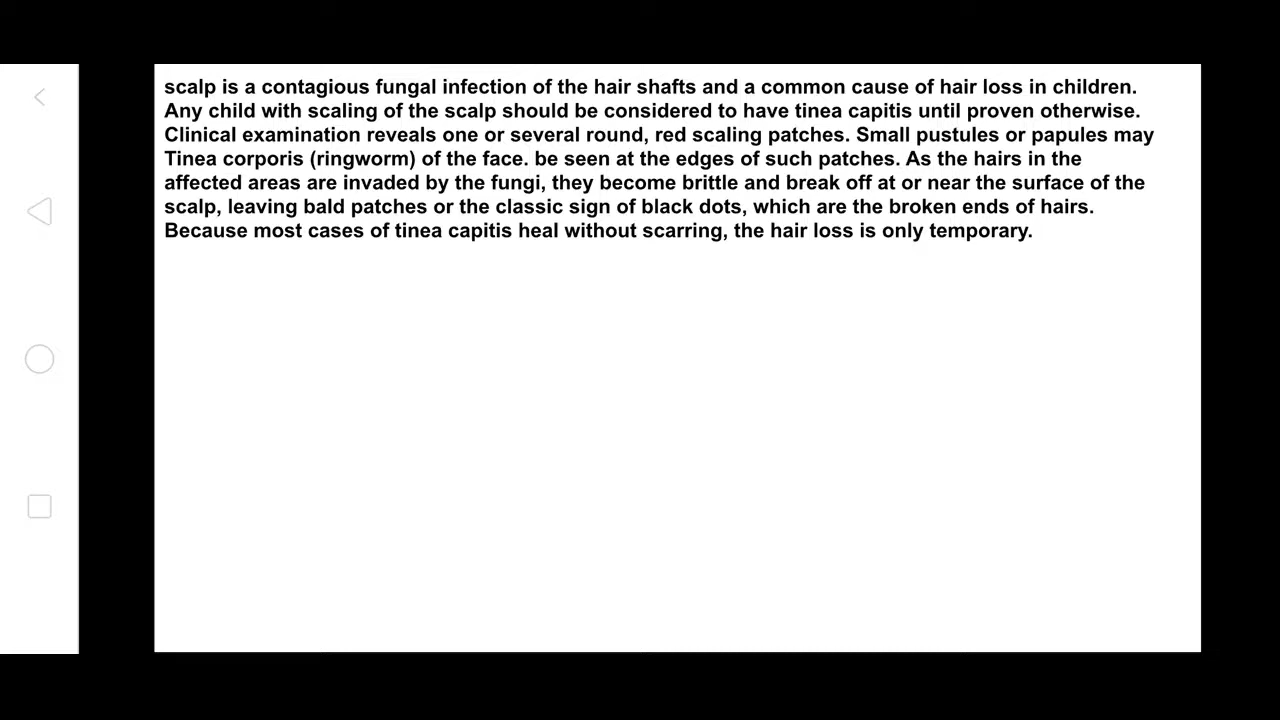 scalp is a contagious fungal infection of the hair shafts and a common cause of hair loss in children.
Any child with scaling of the scalp should be considered to have tinea capitis until proven otherwise.
Clinical examination reveals one or several round, red scaling patches. Small pustules or papules may
Tinea corporis (ringworm) of the face. be seen at the edges of such patches. As the hairs in the
affected areas are invaded by the fungi, they become brittle and break off at or near the surface of the
scalp, leaving bald patches or the classic sign of black dots, which are the broken ends of hairs.
Because most cases of tinea capitis heal without scarring, the hair loss is only temporary.